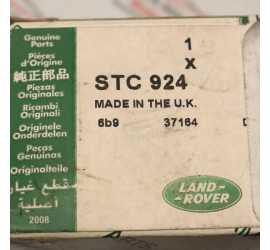 Genuine
Parts
Pièces
d'Origine
純正部品
Piezas
Originales
Ricambi
Originali
Originele
Onderdelen
Peças
Genuinas
Originalteile
قطع غيار
أصلية
2008
1
X
STC 924
MADE IN THE U.K.
6b9 37164
LAND-
ROVER